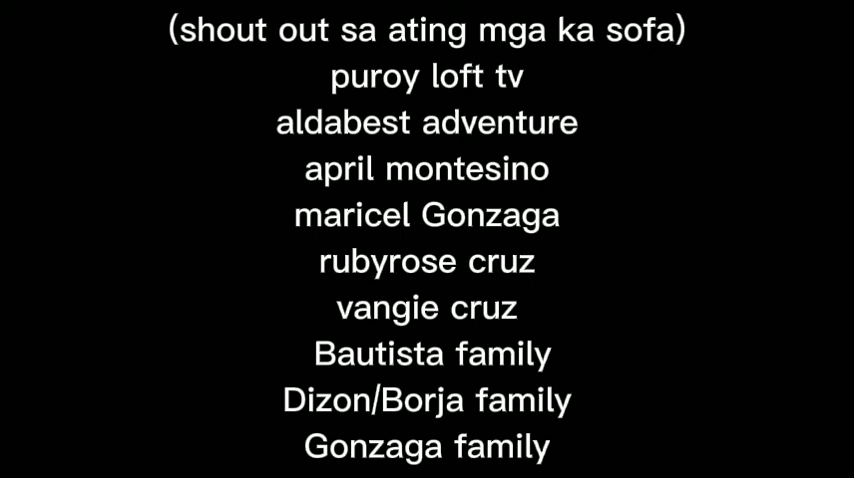 (shout out sa ating mga ka sofa)
puroy loft tv
aldabest adventure
april montesino
maricel Gonzaga
rubyrose cruz
vangie cruz
Bautista family
Dizon/Borja family
Gonzaga family